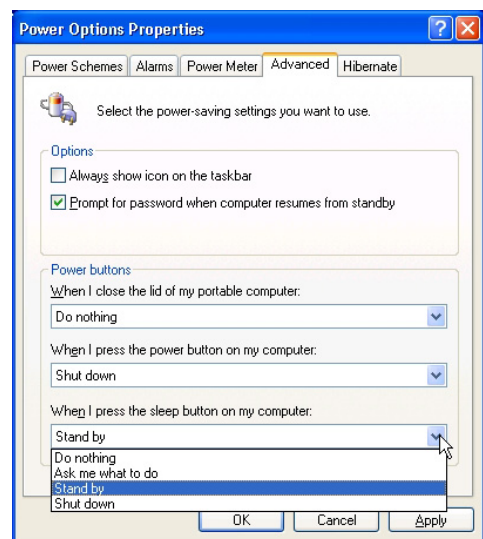 Power Options Properties
Power Schemes Alarms Power Meter Advanced Hibernate
Select the power-saving settings you want to use.
Options
Always show icon on the taskbar
Prompt for password when computer resumes from standby
Power buttons
When I close the lid of my portable computer:
Do nothing
When I press the power button on my computer:
Shut down
When I press the sleep button on my computer:
Stand by
Do nothing
Ask me what to do
Stand by
Shut down
OK Cancel Apply